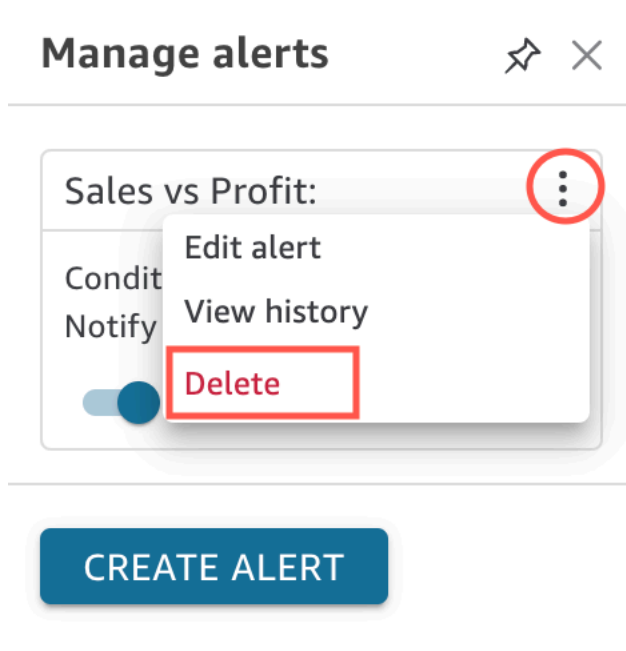 Manage alerts
Sales vs Profit:
Edit alert
Condit
View history
Notify
Delete
CREATE ALERT